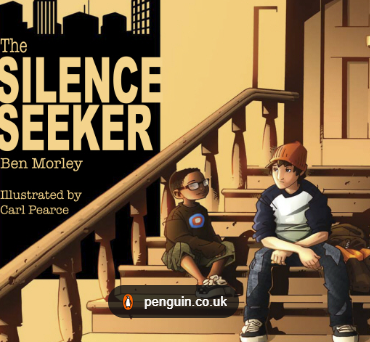 The
SILENCE
SEEKER
Ben Morley
Illustrated by
Carl Pearce
penguin.co.uk